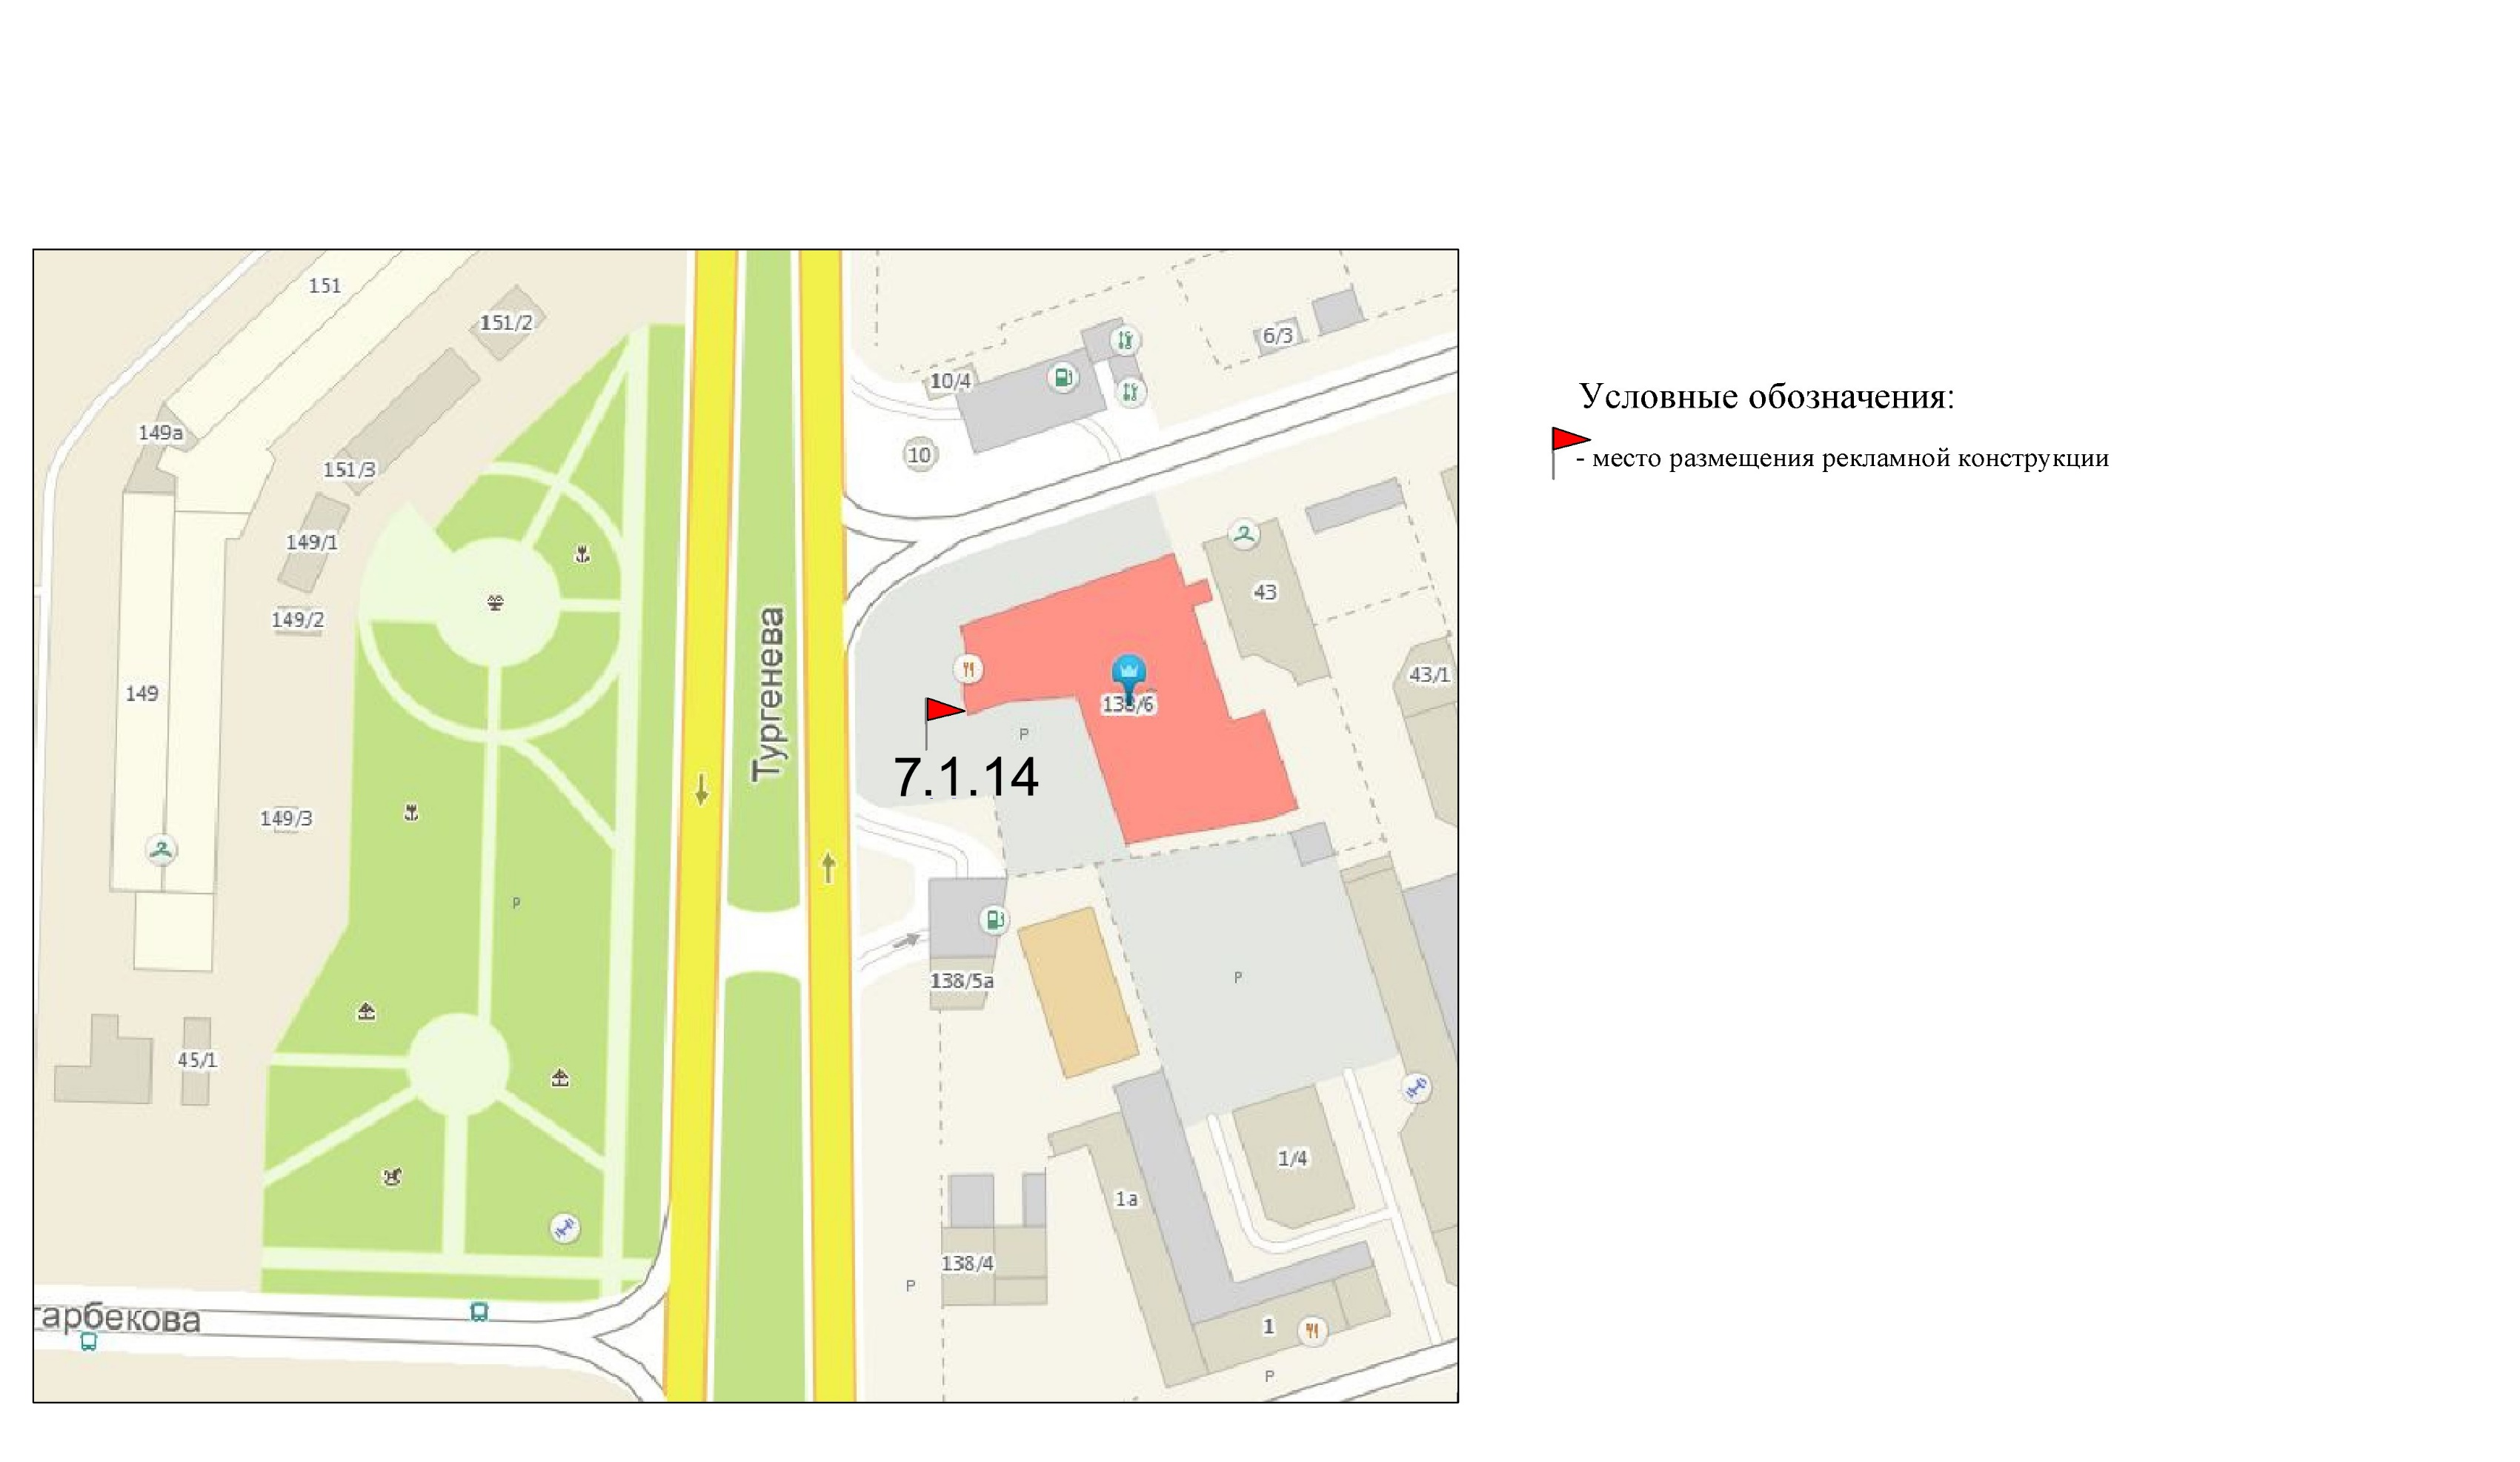 151
151/2
6/3
10/4
Условные обозначения:
149а
10
- место размещения рекламной конструкции
151/3
149/1
43
149/2
Тургенева
43/1
149
138/6
P
7.1.14
149/3
P
P
138/5а
45/1
1/4
1а
138/4
P
гарбекова
1
P